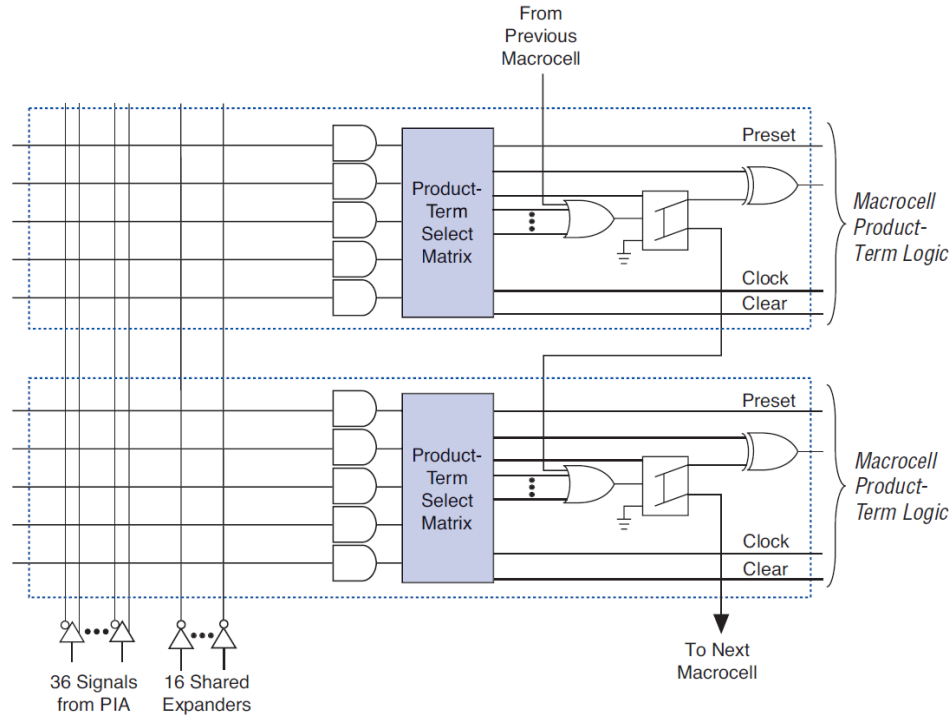 From
Previous
Macrocell
Preset
Product-
Term
Select
Matrix
Macrocell
Product-
Term Logic
Clock
Clear
Preset
Product-
Term
Select
Matrix
Macrocell
Product-
Term Logic
Clock
Clear
36 Signals
from PIA
16 Shared
Expanders
To Next
Macrocell